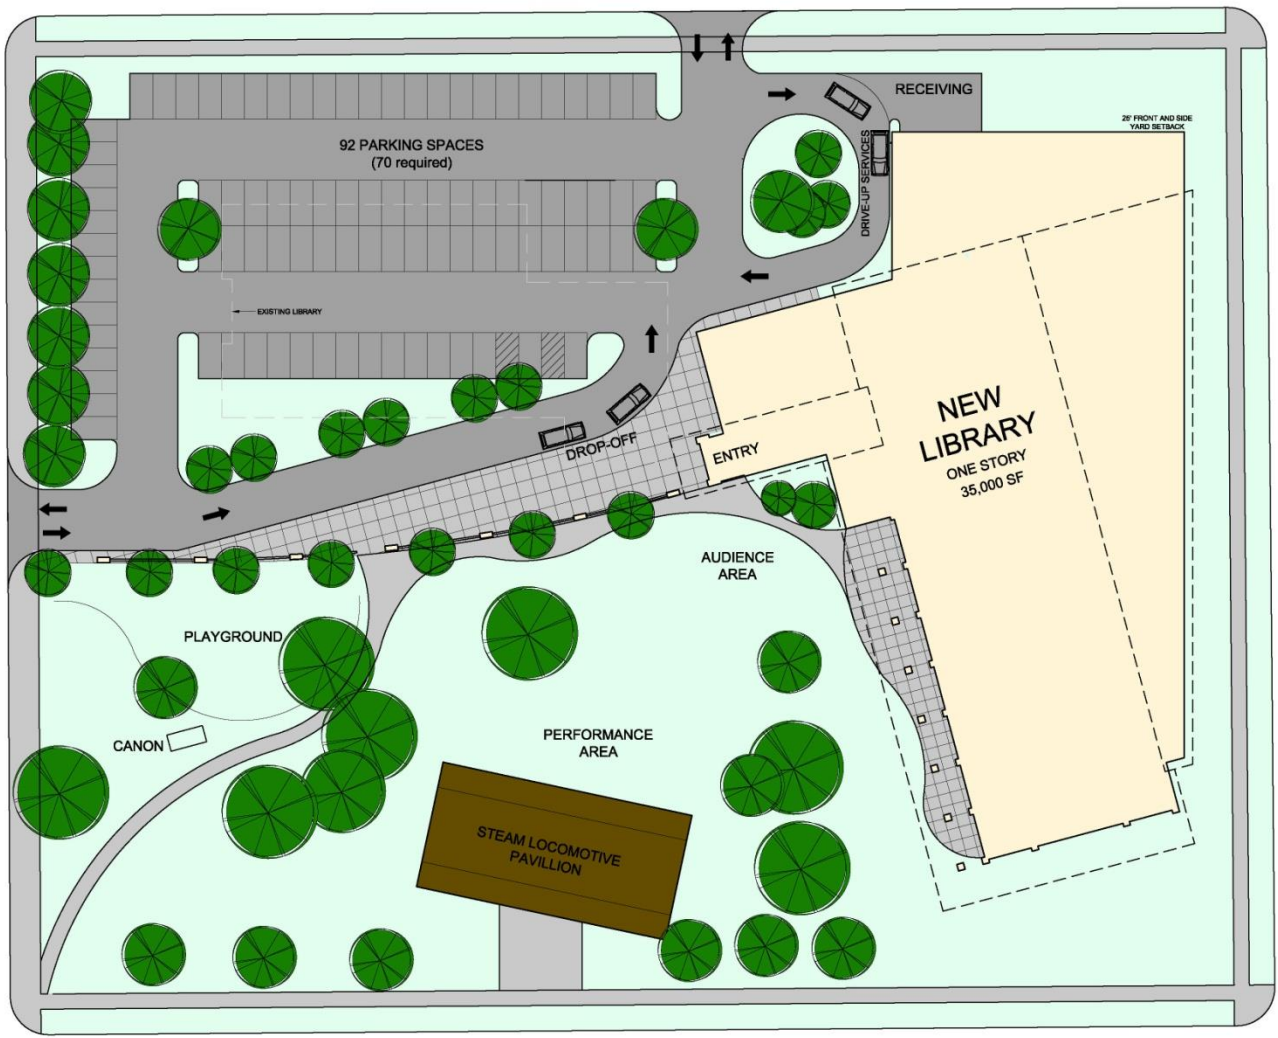 RECEIVING
25' FRONT AND SIDE
YARD SETBACK
92 PARKING SPACES
(70 required)
DRIVE-UP SERVICES
EXISTING LIBRARY
NEW
LIBRARY
ONE STORY
35,000 SF
DROP-OFF
ENTRY
AUDIENCE
AREA
PLAYGROUND
CANON
PERFORMANCE
AREA
STEAM LOCOMOTIVE
PAVILLION